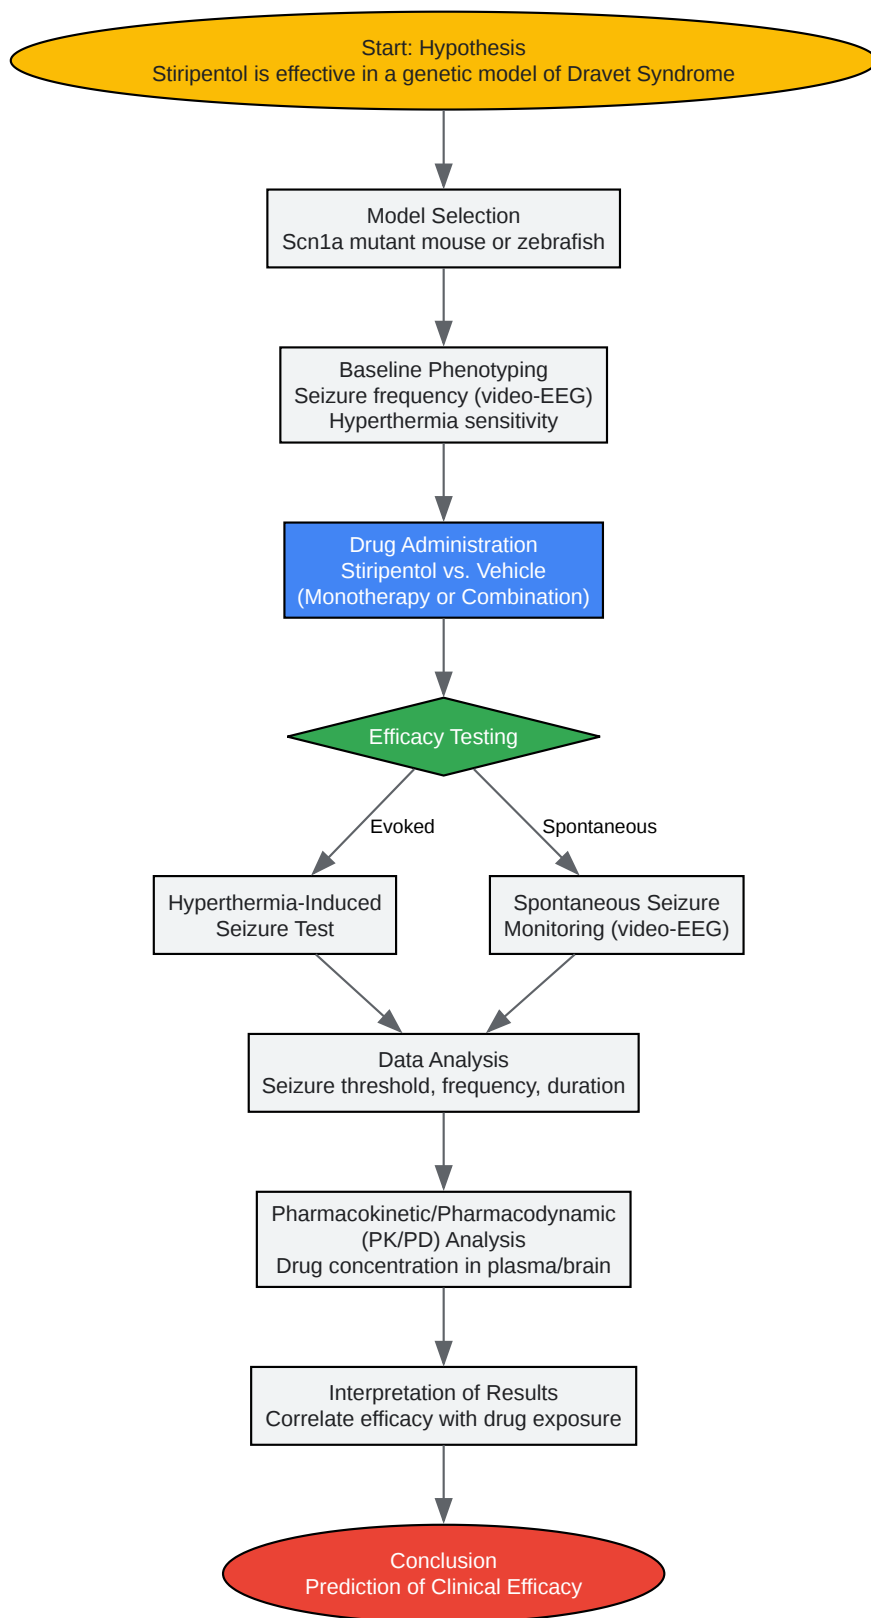 Start: Hypothesis
Stiripentol is effective in a genetic model of Dravet Syndrome
Model Selection
Scn1a mutant mouse or zebrafish
Baseline Phenotyping
Seizure frequency (video-EEG)
Hyperthermia sensitivity
Drug Administration
Stiripentol vs. Vehicle
(Monotherapy or Combination)
Efficacy Testing
Evoked
Spontaneous
Hyperthermia-Induced
Seizure Test
Spontaneous Seizure
Monitoring (video-EEG)
Data Analysis
Seizure threshold, frequency, duration
Pharmacokinetic/Pharmacodynamic
(PK/PD) Analysis
Drug concentration in plasma/brain
Interpretation of Results
Correlate efficacy with drug exposure
Conclusion
Prediction of Clinical Efficacy